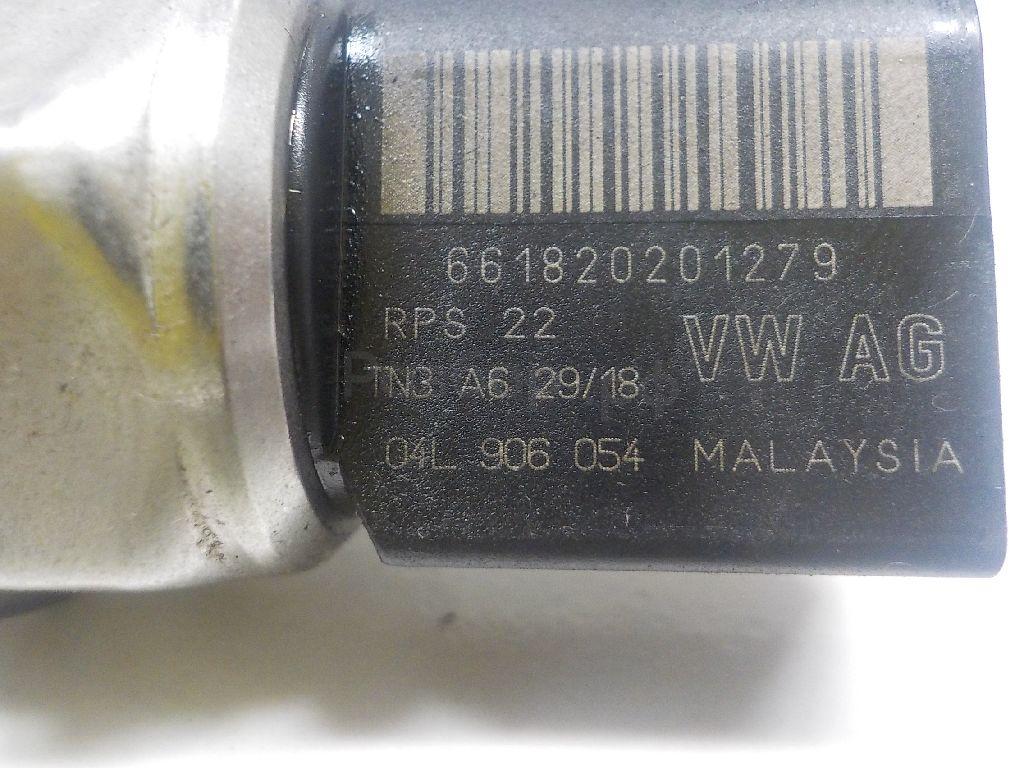 661820201279
RPS 22 VW AG
TN3 A6 29/18
04L 906 054 MALAYSIA